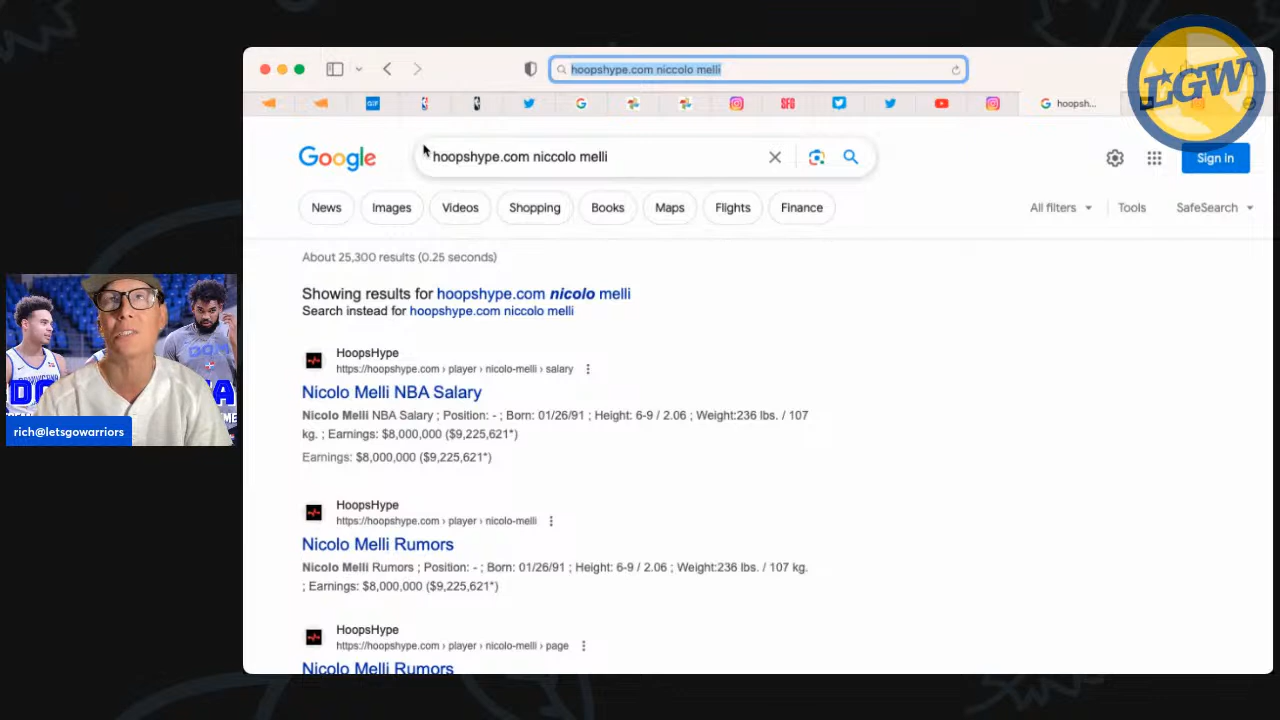 hoopshype.com niccolo melli
LGW
GIF
SFG
hoopsh...
Google
hoopshype.com niccolo melli
Sign in
News
Images
Videos
Shopping
Books
Maps
Flights
Finance
All filters
Tools
SafeSearch
About 25,300 results (0.25 seconds)
Showing results for hoopshype.com nicolo melli
Search instead for hoopshype.com niccolo melli
HoopsHype
https://hoopshype.com › player › nicolo-melli › salary
Nicolo Melli NBA Salary
Nicolo Melli NBA Salary ; Position: - ; Born: 01/26/91 ; Height: 6-9 / 2.06 ; Weight:236 lbs. / 107
kg. ; Earnings: $8,000,000 ($9,225,621*)
Earnings: $8,000,000 ($9,225,621*)
HoopsHype
https://hoopshype.com › player › nicolo-melli
Nicolo Melli Rumors
Nicolo Melli Rumors ; Position: - ; Born: 01/26/91 ; Height: 6-9 / 2.06 ; Weight:236 lbs. / 107 kg.
; Earnings: $8,000,000 ($9,225,621*)
HoopsHype
https://hoopshype.com › player › nicolo-melli › page
Nicolo Melli Rumors
rich@letsgowarriors